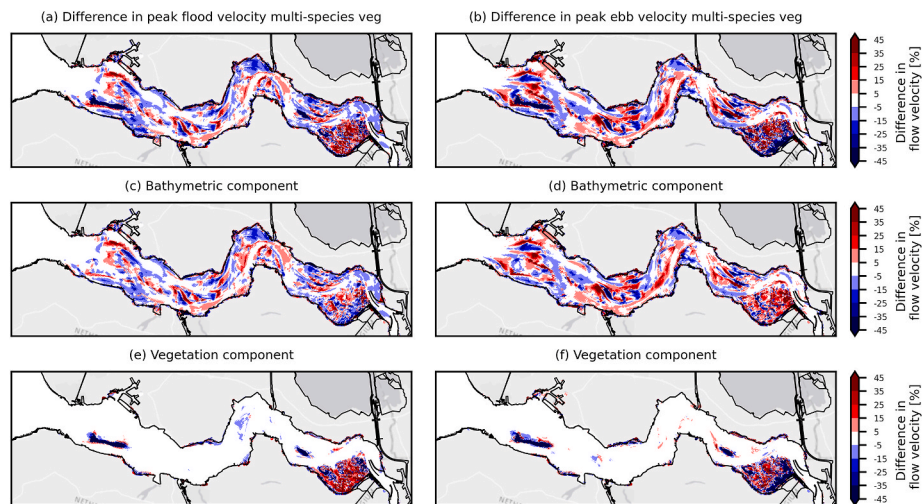 (a) Difference in peak flood velocity multi-species veg
(b) Difference in peak ebb velocity multi-species veg
45
35
25
15
5
-5
-15
-25
-35
-45
Difference in
flow velocity [%]
(c) Bathymetric component
(d) Bathymetric component
45
35
25
15
5
-5
-15
-25
-35
-45
Difference in
flow velocity [%]
(e) Vegetation component
(f) Vegetation component
45
35
25
15
5
-5
-15
-25
-35
-45
Difference in
flow velocity [%]